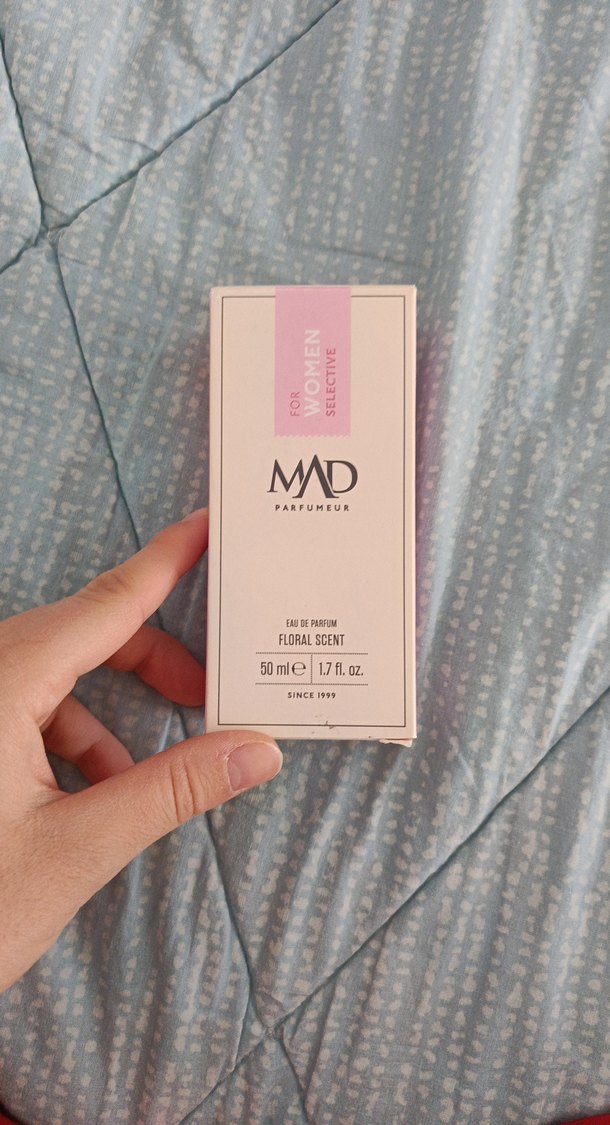 FOR
WOMEN
SELECTIVE
MAD
PARFUMEUR
EAU DE PARFUM
FLORAL SCENT
50 ml ℮ 1.7 fl. oz.
SINCE 1999